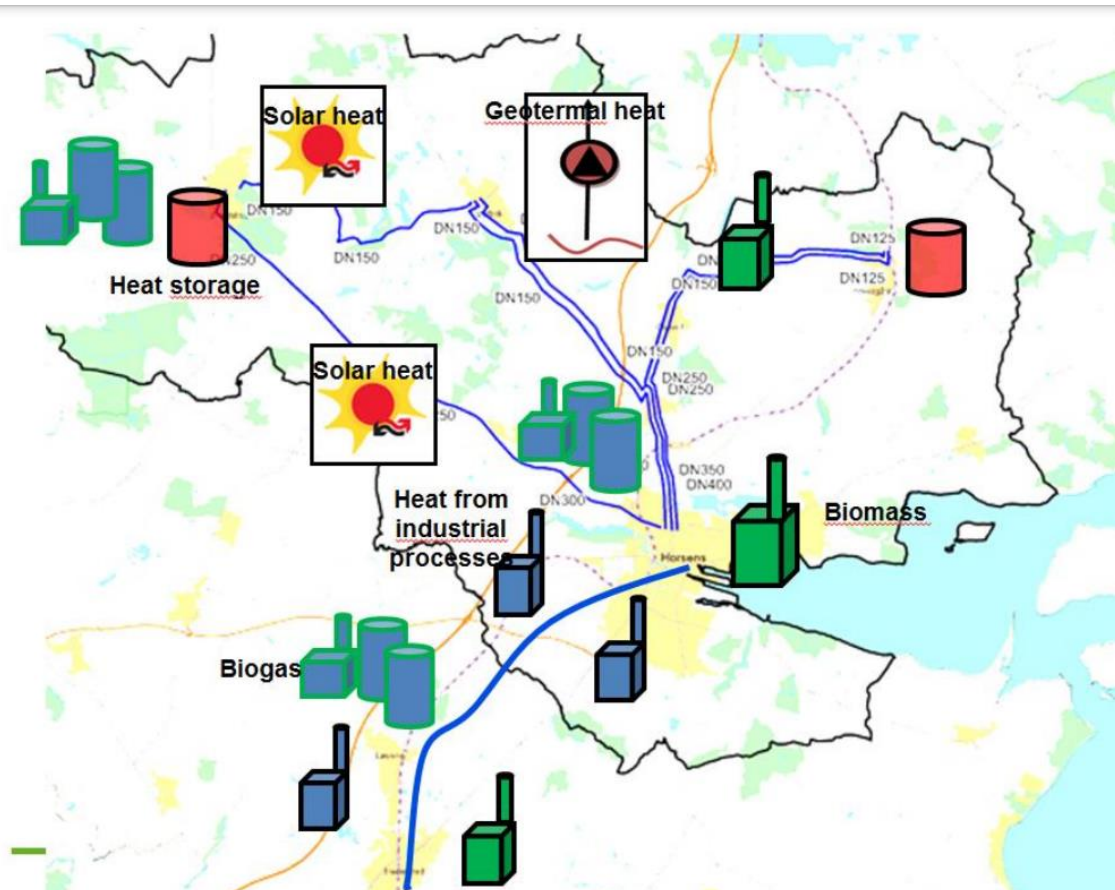 Solar heat
Geotermal heat
DN150
DN150
DN150
DN250
DN125
DN
DN150
DN125
Heat storage
DN150
DN150
Solar heat
DN250
DN250
DN350
DN400
DN300
Heat from
industrial
processes
Biomass
Horsens
Biogas